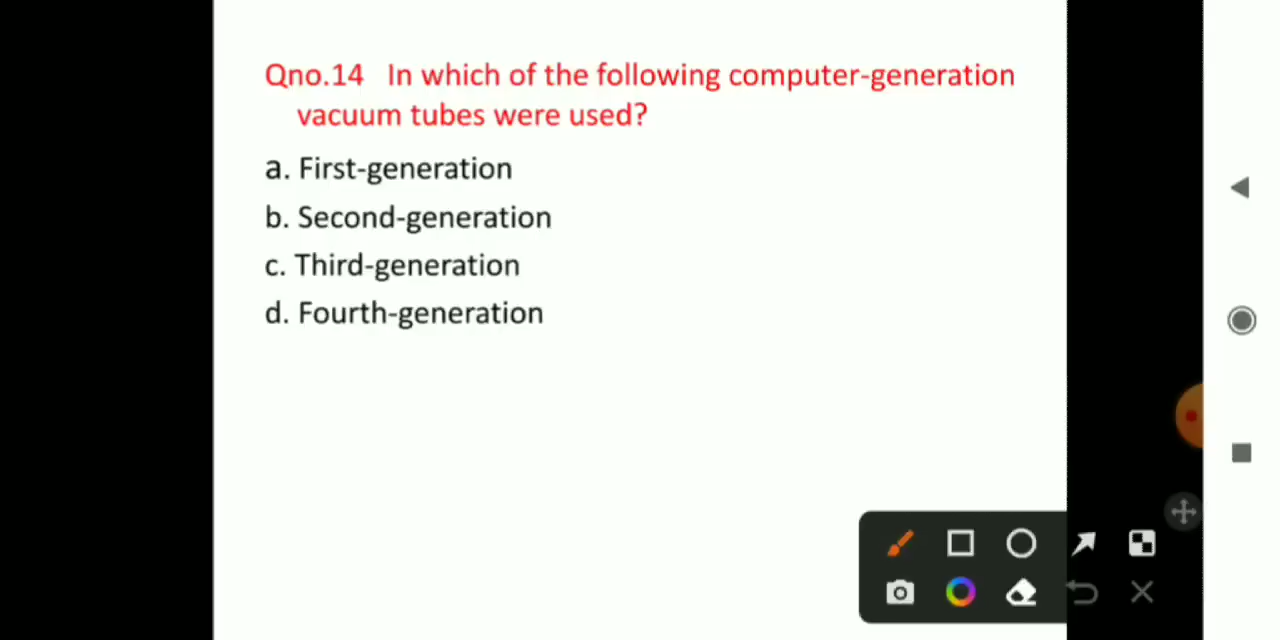 Qno.14 In which of the following computer-generation
vacuum tubes were used?
a. First-generation
b. Second-generation
c. Third-generation
d. Fourth-generation